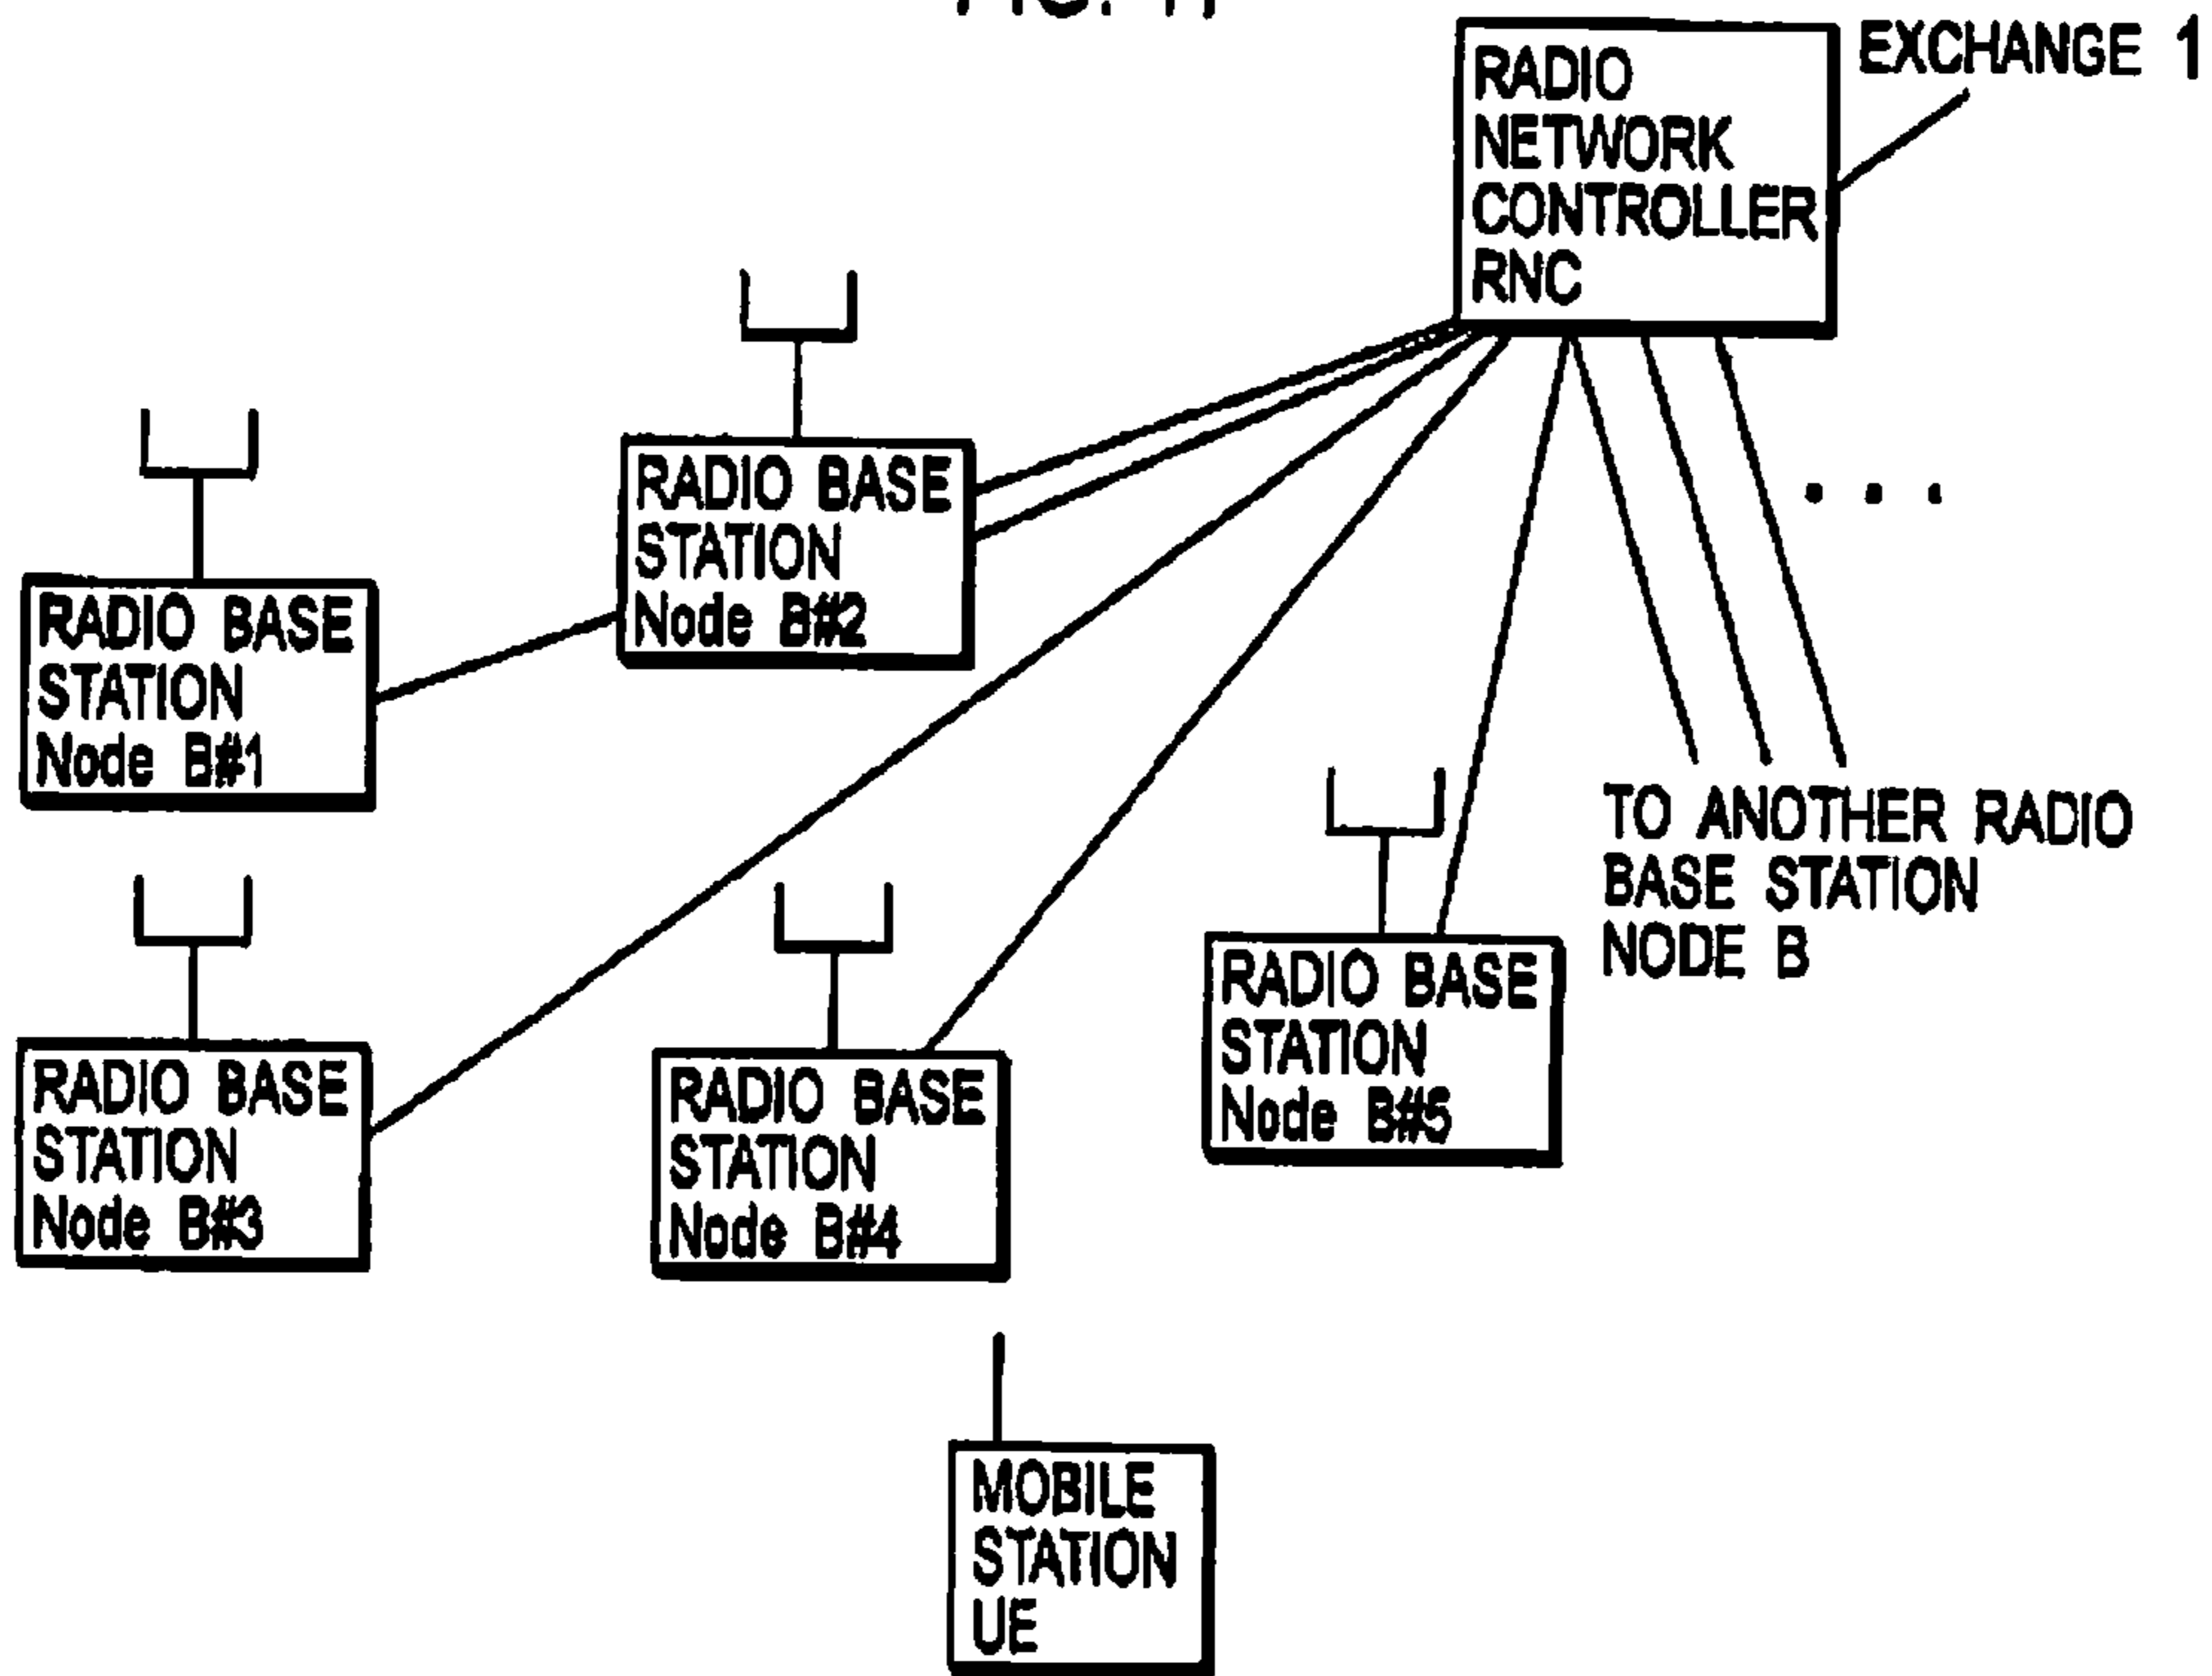 RADIO
NETWORK
CONTROLLER
RNC
EXCHANGE 1
RADIO BASE
STATION
Node B#2
RADIO BASE
STATION
Node B#1
TO ANOTHER RADIO
BASE STATION
NODE B
RADIO BASE
STATION
Node B#5
RADIO BASE
STATION
Node B#3
RADIO BASE
STATION
Node B#4
MOBILE
STATION
UE